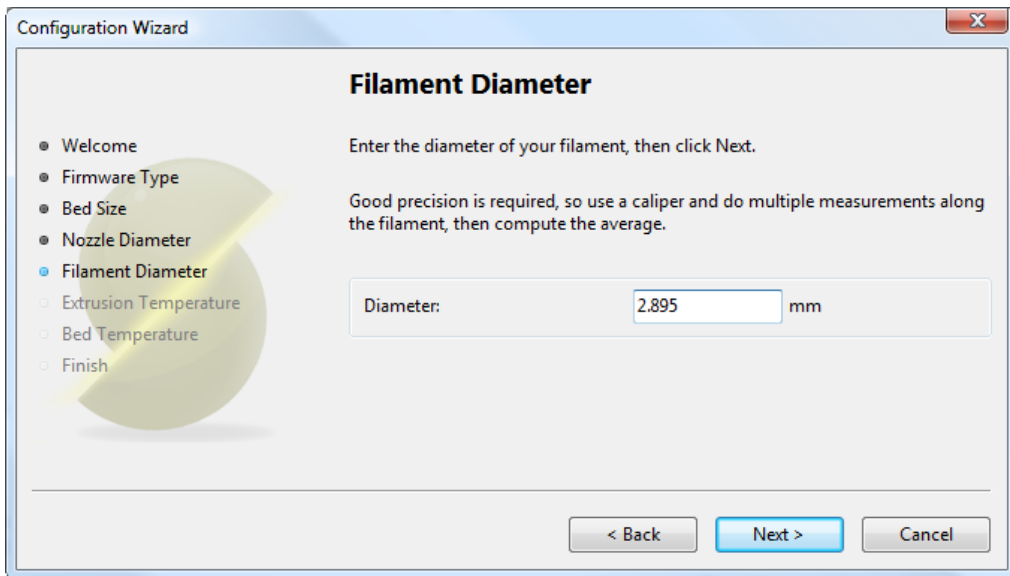 Configuration Wizard
Filament Diameter
Welcome
Firmware Type
Bed Size
Nozzle Diameter
Filament Diameter
Extrusion Temperature
Bed Temperature
Finish
Enter the diameter of your filament, then click Next.
Good precision is required, so use a caliper and do multiple measurements along
the filament, then compute the average.
Diameter: 2.895 mm
< Back Next > Cancel